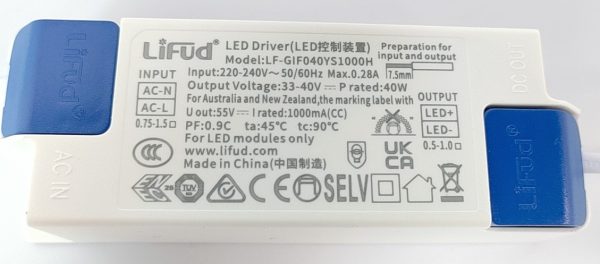 LiFud®
LiFud®
LED Driver(LED控制装置)
Model:LF-GIF040YS1000H
Preparation for
input and output:
7.5mm
Input:220-240V~50/60Hz Max.0.28A
Output Voltage:33-40V⎓ P rated:40W
For Australia and New Zealand,the marking label with
U out:55V⎓ I rated:1000mA(CC)
PF:0.9C ta:45℃ tc:90℃
For LED modules only
www.lifud.com
Made in China(中国制造)
INPUT
AC-N
AC-L
0.75-1.5
OUTPUT
LED+
LED-
0.5-1.0
AC IN
DC OUT
CCC
UK
CA
ENEC
28
TÜV
SELV
LiFud®